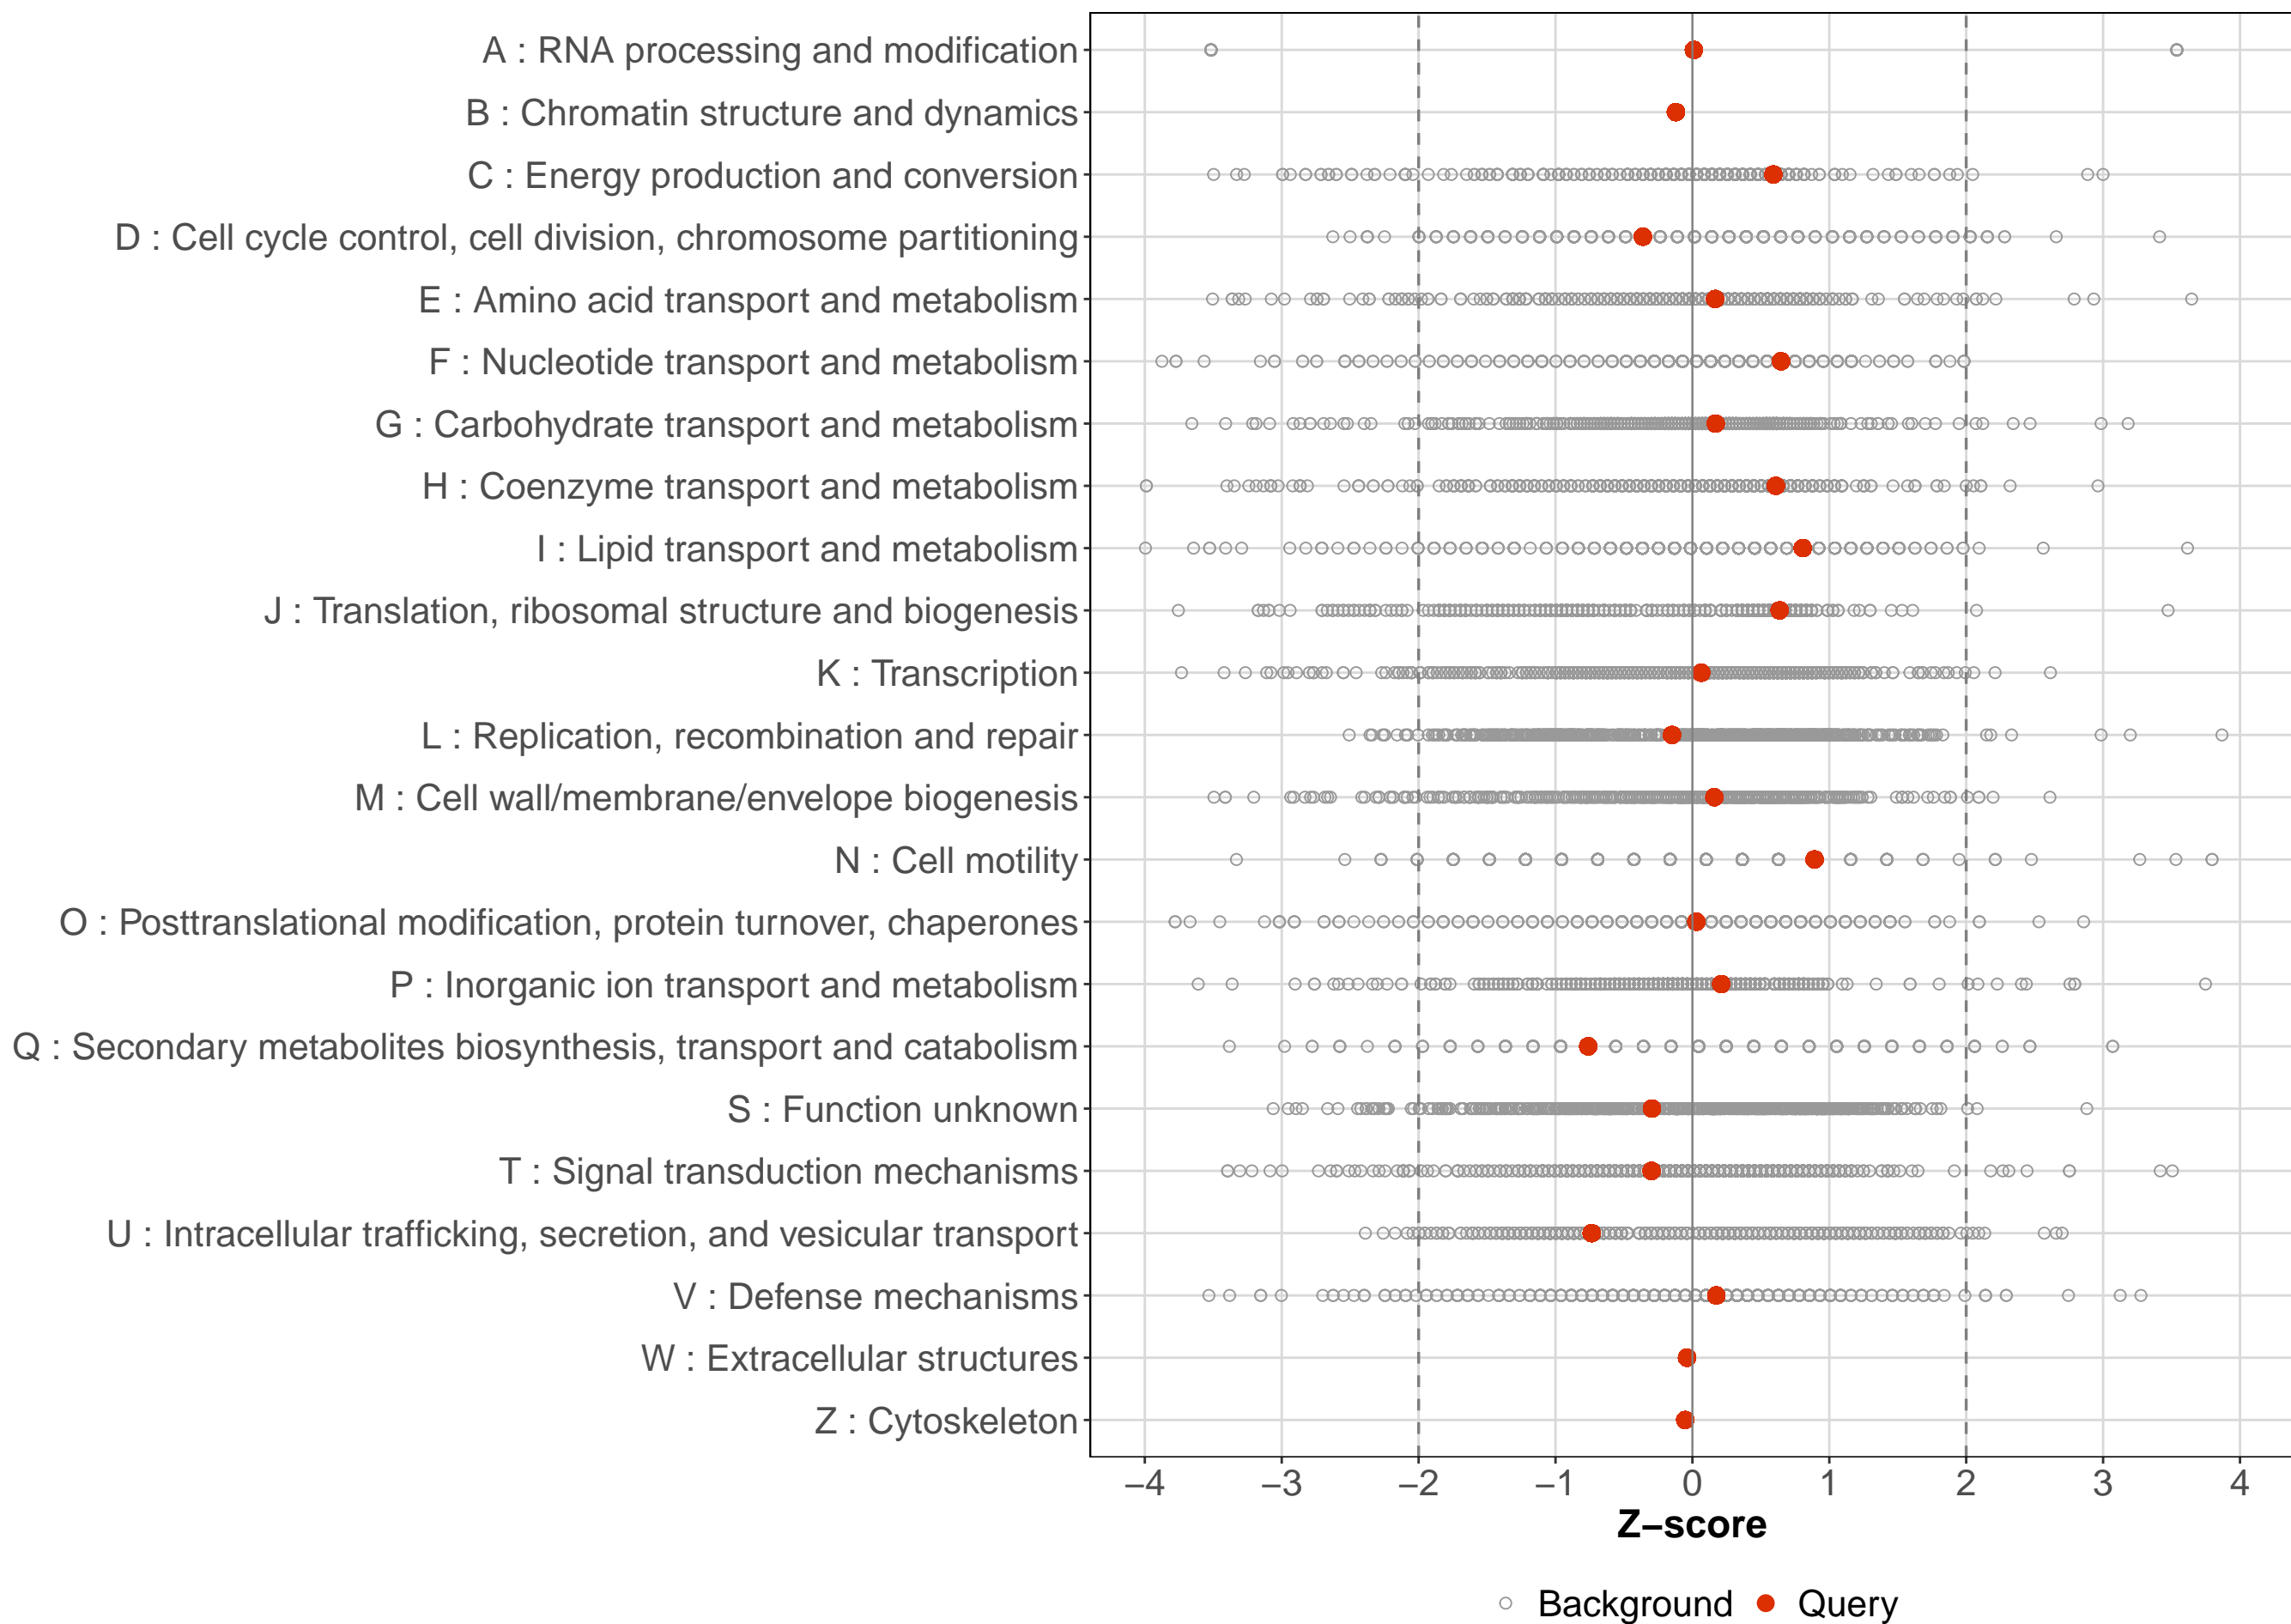 A : RNA processing and modification
B : Chromatin structure and dynamics
C : Energy production and conversion
D : Cell cycle control, cell division, chromosome partitioning
E : Amino acid transport and metabolism
F : Nucleotide transport and metabolism
G : Carbohydrate transport and metabolism
H : Coenzyme transport and metabolism
I : Lipid transport and metabolism
J : Translation, ribosomal structure and biogenesis
K : Transcription
L : Replication, recombination and repair
M : Cell wall/membrane/envelope biogenesis
N : Cell motility
O : Posttranslational modification, protein turnover, chaperones
P : Inorganic ion transport and metabolism
Q : Secondary metabolites biosynthesis, transport and catabolism
S : Function unknown
T : Signal transduction mechanisms
U : Intracellular trafficking, secretion, and vesicular transport
V : Defense mechanisms
W : Extracellular structures
Z : Cytoskeleton
−4 −3 −2 −1 0 1 2 3 4
Z−score
Background Query